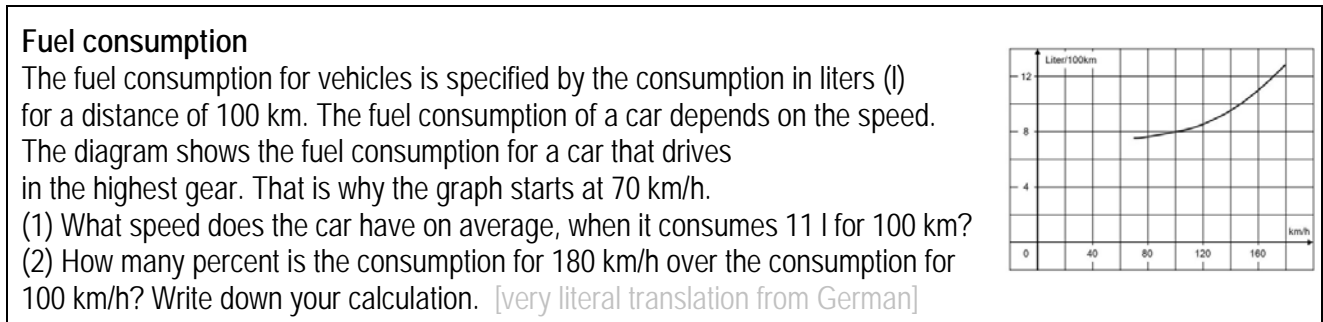 Fuel consumption
The fuel consumption for vehicles is specified by the consumption in liters (l)
for a distance of 100 km. The fuel consumption of a car depends on the speed.
The diagram shows the fuel consumption for a car that drives
in the highest gear. That is why the graph starts at 70 km/h.
(1) What speed does the car have on average, when it consumes 11 l for 100 km?
(2) How many percent is the consumption for 180 km/h over the consumption for
100 km/h? Write down your calculation. [very literal translation from German]
Liter/100km
12
8
4
km/h
0 40 80 120 160